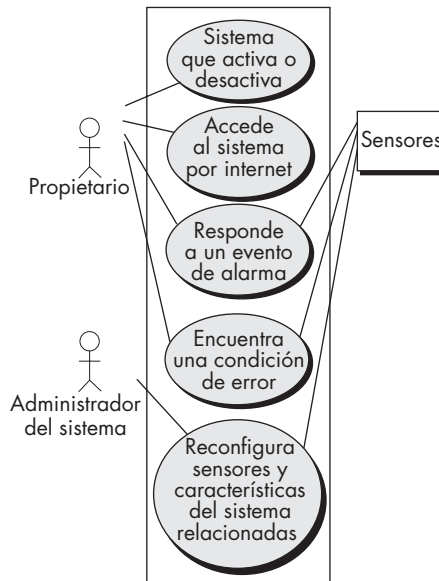 Sistema
que activa o
desactiva
Accede
al sistema
por internet
Sensores
Propietario
Responde
a un evento
de alarma
Encuentra
una condición
de error
Administrador
del sistema
Reconfigura
sensores y
características
del sistema
relacionadas